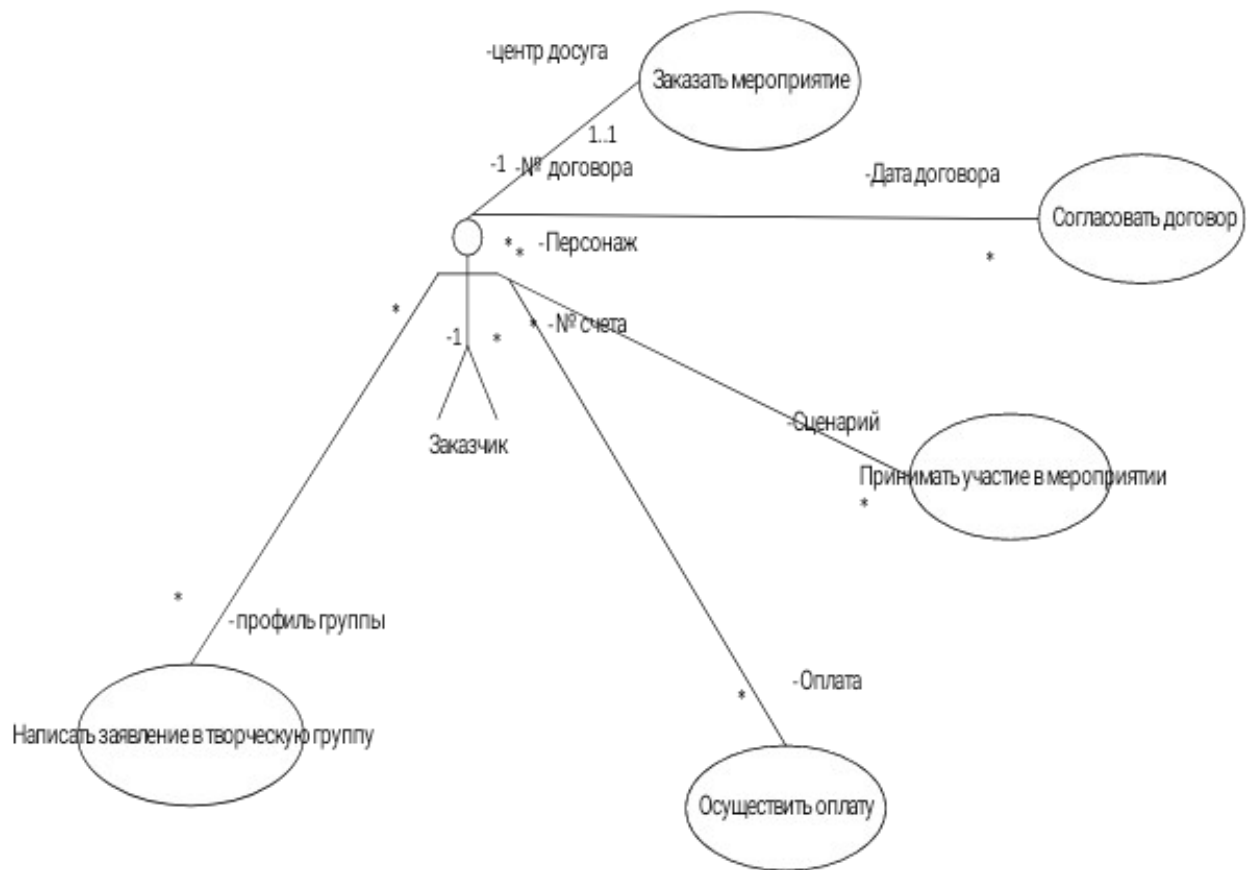 -центр досуга
Заказать мероприятие
1..1
-1
-№ договора
-Дата договора
Согласовать договор
*
*
-Персонаж
*
*
*
-№ счета
-1
*
-Сценарий
Заказчик
Принимать участие в мероприятии
*
*
-профиль группы
-Оплата
*
Написать заявление в творческую группу
Осуществить оплату